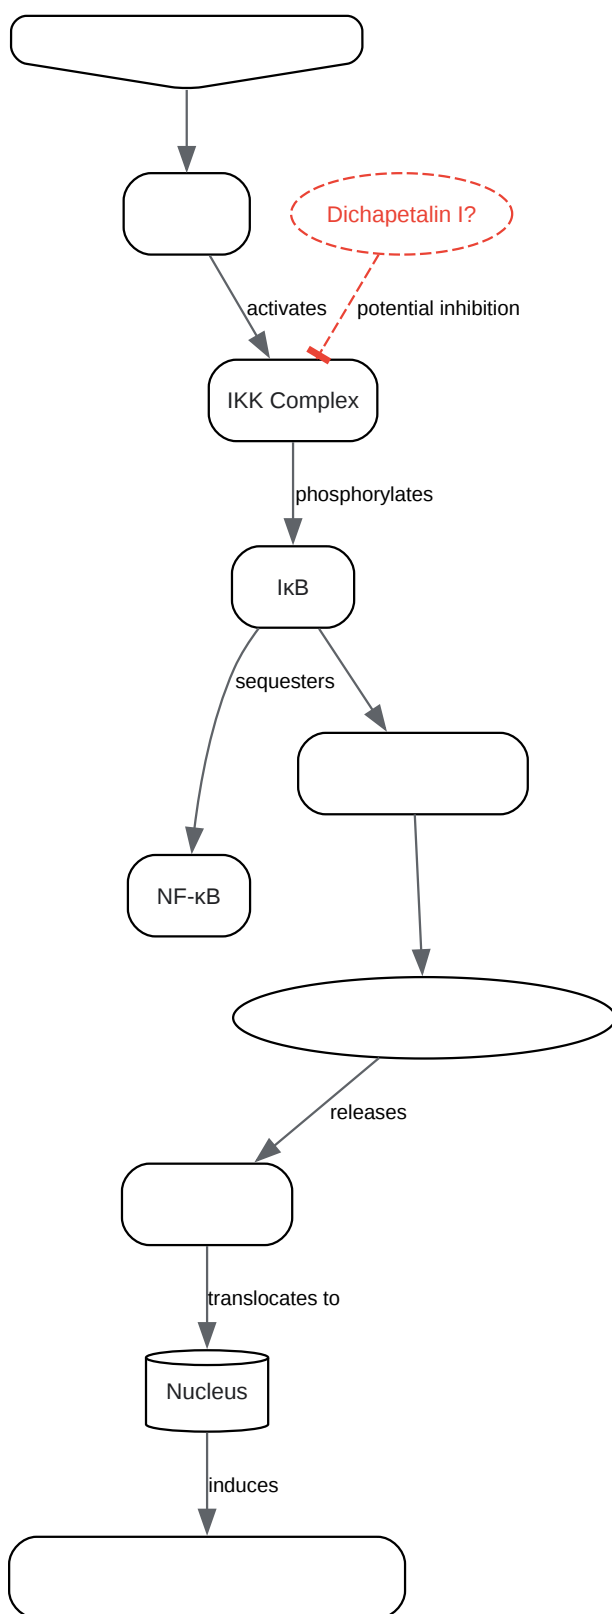 Dichapetalin I?
activates
potential inhibition
IKK Complex
phosphorylates
IκB
sequesters
NF-κB
releases
translocates to
Nucleus
induces